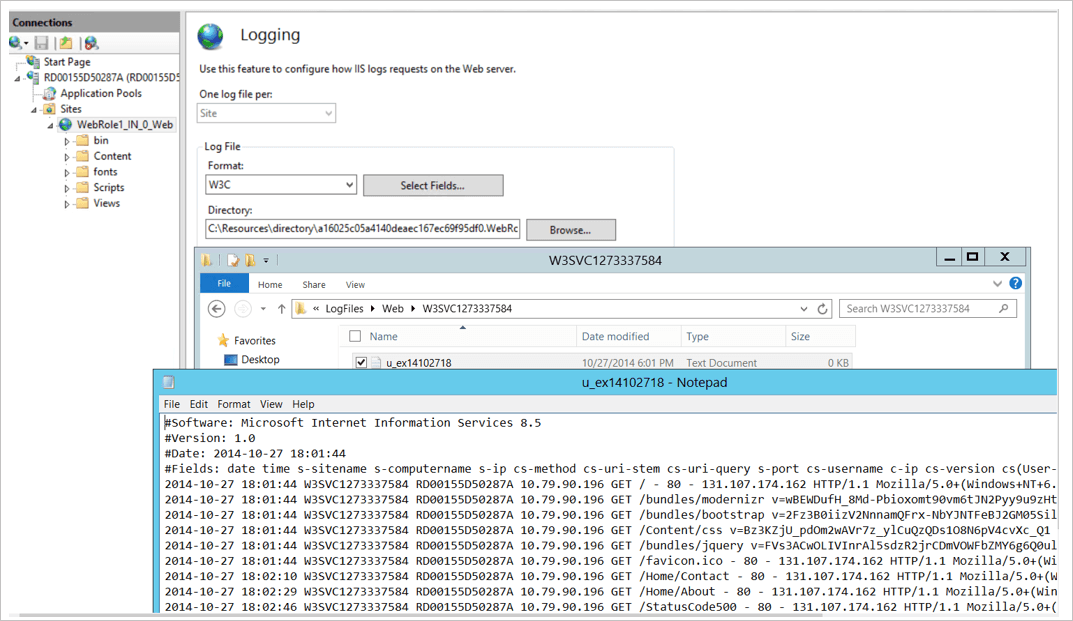 Connections
Start Page
RD00155D50287A (RD00155D5
Application Pools
Sites
WebRole1_IN_0_Web
bin
Content
fonts
Scripts
Views
Logging
Use this feature to configure how IIS logs requests on the Web server.
One log file per:
Site
Log File
Format:
W3C
Select Fields...
Directory:
C:\Resources\directory\a16025c05a4140deaec167ec69f95df0.WebRc
Browse...
W3SVC1273337584
File Home Share View
« LogFiles Web W3SVC1273337584
Search W3SVC1273337584
Favorites
Desktop
Name Date modified Type Size
u_ex14102718 10/27/2014 6:01 PM Text Document 0 KB
u_ex14102718 - Notepad
File Edit Format View Help
#Software: Microsoft Internet Information Services 8.5
#Version: 1.0
#Date: 2014-10-27 18:01:44
#Fields: date time s-sitename s-computername s-ip cs-method cs-uri-stem cs-uri-query s-port cs-username c-ip cs-version cs(User-
2014-10-27 18:01:44 W3SVC1273337584 RD00155D50287A 10.79.90.196 GET / - 80 - 131.107.174.162 HTTP/1.1 Mozilla/5.0+(Windows+NT+6.
2014-10-27 18:01:44 W3SVC1273337584 RD00155D50287A 10.79.90.196 GET /bundles/modernizr v=wBEWDufH_8Md-Pbioxomt90vm6tJN2Pyy9u9zHt
2014-10-27 18:01:44 W3SVC1273337584 RD00155D50287A 10.79.90.196 GET /bundles/bootstrap v=2Fz3B0iizV2NnnamQFrx-NbYJNTFeBJ2GM05Sil
2014-10-27 18:01:44 W3SVC1273337584 RD00155D50287A 10.79.90.196 GET /Content/css v=Bz3KZjU_pdOm2wAVr7z_ylCuQzQDs1O8N6pV4cvXc_Q1
2014-10-27 18:01:44 W3SVC1273337584 RD00155D50287A 10.79.90.196 GET /bundles/jquery v=FVs3ACwOLIVInrAl5sdzR2jrCDmVOWFbZMY6g6Q0ul
2014-10-27 18:01:44 W3SVC1273337584 RD00155D50287A 10.79.90.196 GET /favicon.ico - 80 - 131.107.174.162 HTTP/1.1 Mozilla/5.0+(Wi
2014-10-27 18:02:10 W3SVC1273337584 RD00155D50287A 10.79.90.196 GET /Home/Contact - 80 - 131.107.174.162 HTTP/1.1 Mozilla/5.0+(W
2014-10-27 18:02:29 W3SVC1273337584 RD00155D50287A 10.79.90.196 GET /Home/About - 80 - 131.107.174.162 HTTP/1.1 Mozilla/5.0+(Win
2014-10-27 18:02:46 W3SVC1273337584 RD00155D50287A 10.79.90.196 GET /StatusCode500 - 80 - 131.107.174.162 HTTP/1.1 Mozilla/5.0+(